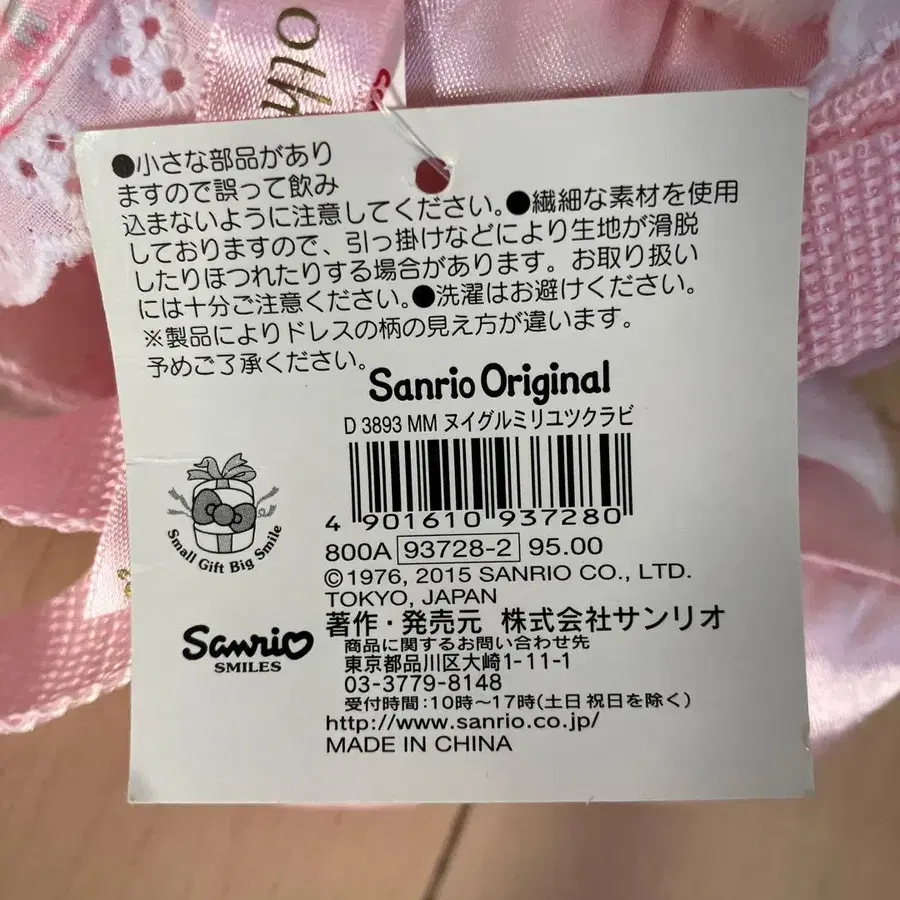 oth
●小さな部品があり
ますので誤って飲み
込まないように注意してください。●繊細な素材を使用
しておりますので、引っ掛けなどにより生地が滑脱
したりほつれたりする場合があります。お取り扱い
には十分ご注意ください。●洗濯はお避けください。
※製品によりドレスの柄の見え方が違います。
予めご了承ください。
Sanrio Original
D 3893 MM ヌイグルミリユツクラビ
4 901610 937280
800A 93728-2 95.00
Small Gift Big Smile
©1976, 2015 SANRIO CO., LTD.
TOKYO, JAPAN
著作・発売元 株式会社サンリオ
Sanrio
SMILES
商品に関するお問い合わせ先
東京都品川区大崎1-11-1
03-3779-8148
受付時間:10時～17時(土日 祝日を除く)
http://www.sanrio.co.jp/
MADE IN CHINA